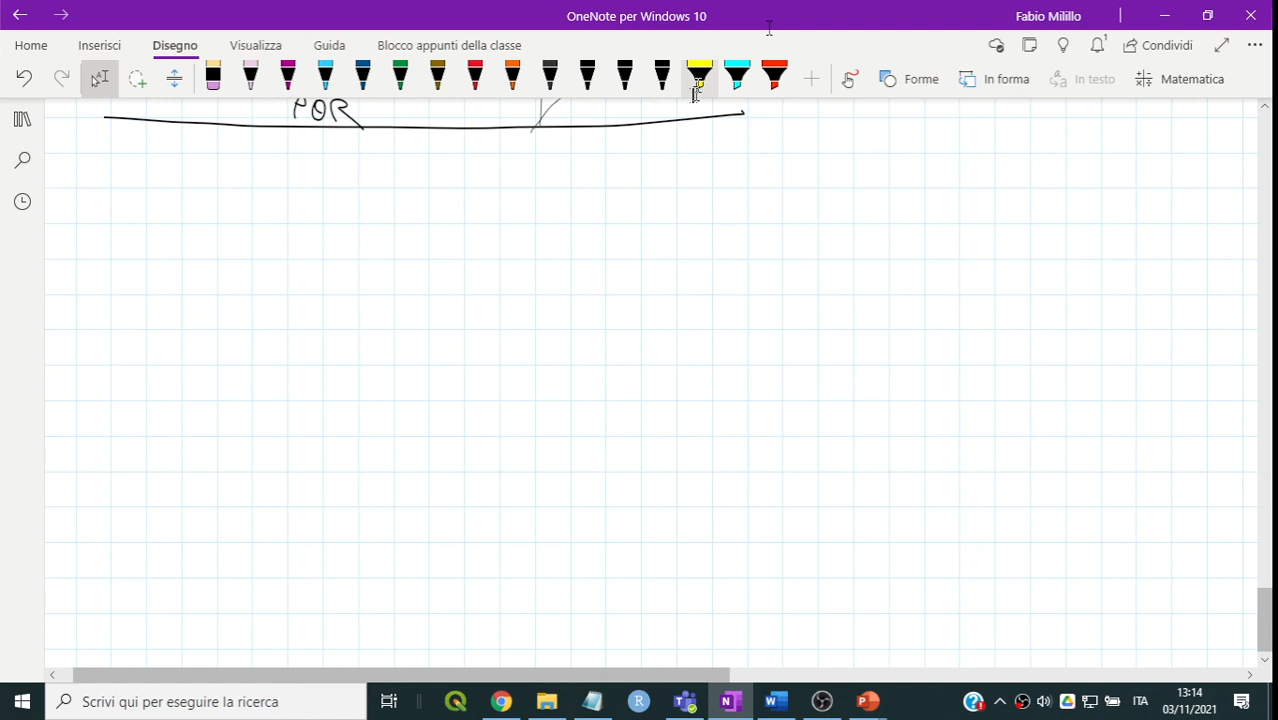 OneNote per Windows 10
Fabio Milillo
Home Inserisci Disegno Visualizza Guida Blocco appunti della classe
Condividi
Forme In forma In testo Matematica
POR
Scrivi qui per eseguire la ricerca
ITA
13:14
03/11/2021